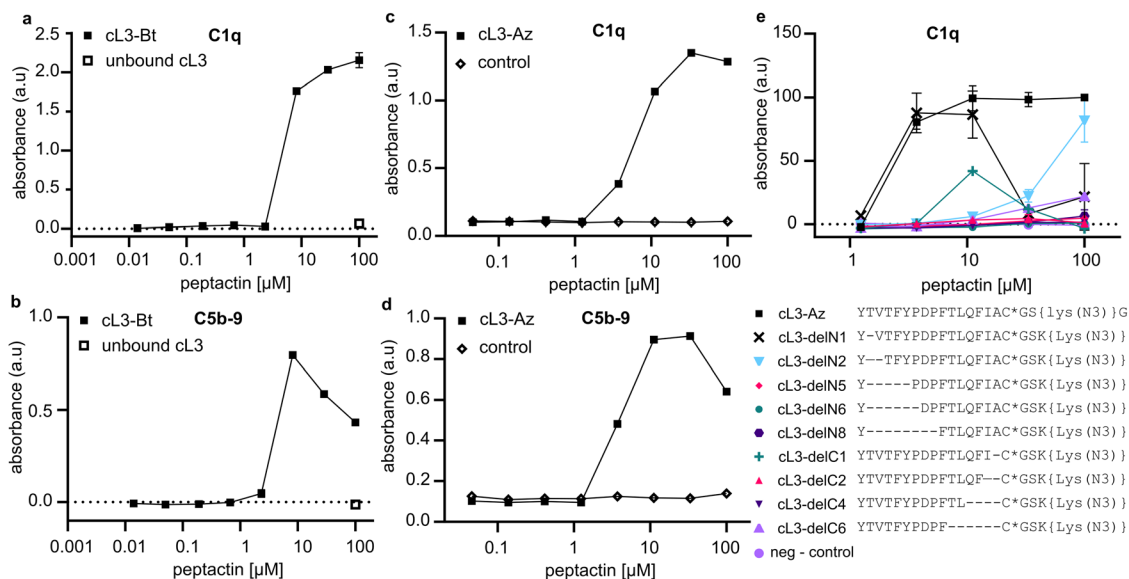 a
C1q
cL3-Bt
unbound cL3
absorbance (a.u)
2.5
2.0
1.5
1.0
0.5
0.0
0.001
0.01
0.1
1
10
100
peptactin [µM]
b
C5b-9
cL3-Bt
unbound cL3
absorbance (a.u)
1.0
0.5
0.0
0.001
0.01
0.1
1
10
100
peptactin [µM]
c
C1q
cL3-Az
control
absorbance (a.u)
1.5
1.0
0.5
0.0
0.1
1
10
100
peptactin [µM]
d
C5b-9
cL3-Az
control
absorbance (a.u)
1.0
0.8
0.6
0.4
0.2
0.0
0.1
1
10
100
peptactin [µM]
e
C1q
absorbance (a.u)
150
100
50
0
1
10
100
peptactin [µM]
cL3-Az YTVTFYPDPFTLQFIAC*GS{lys(N3)}G
cL3-delN1 Y-VTFYPDPFTLQFIAC*GSK{Lys(N3)}
cL3-delN2 Y--TFYPDPFTLQFIAC*GSK{Lys(N3)}
cL3-delN5 Y-----PDPFTLQFIAC*GSK{Lys(N3)}
cL3-delN6 Y------DPFTLQFIAC*GSK{Lys(N3)}
cL3-delN8 Y--------FTLQFIAC*GSK{Lys(N3)}
cL3-delC1 YTVTFYPDPFTLQFI-C*GSK{Lys(N3)}
cL3-delC2 YTVTFYPDPFTLQF--C*GSK{Lys(N3)}
cL3-delC4 YTVTFYPDPFTL----C*GSK{Lys(N3)}
cL3-delC6 YTVTFYPDPF------C*GSK{Lys(N3)}
neg - control